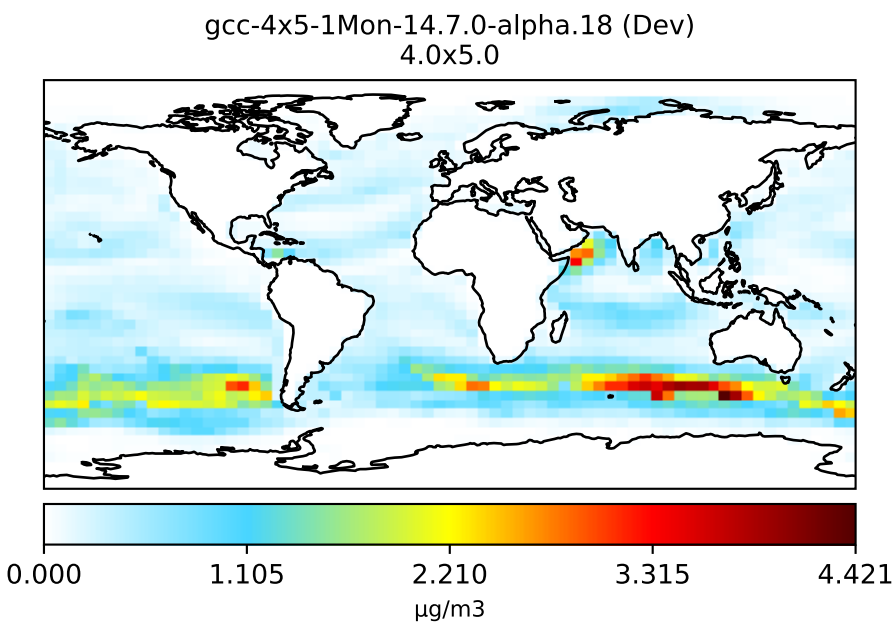 gcc-4x5-1Mon-14.7.0-alpha.18 (Dev)
4.0x5.0
0.000 1.105 2.210 3.315 4.421
μg/m3